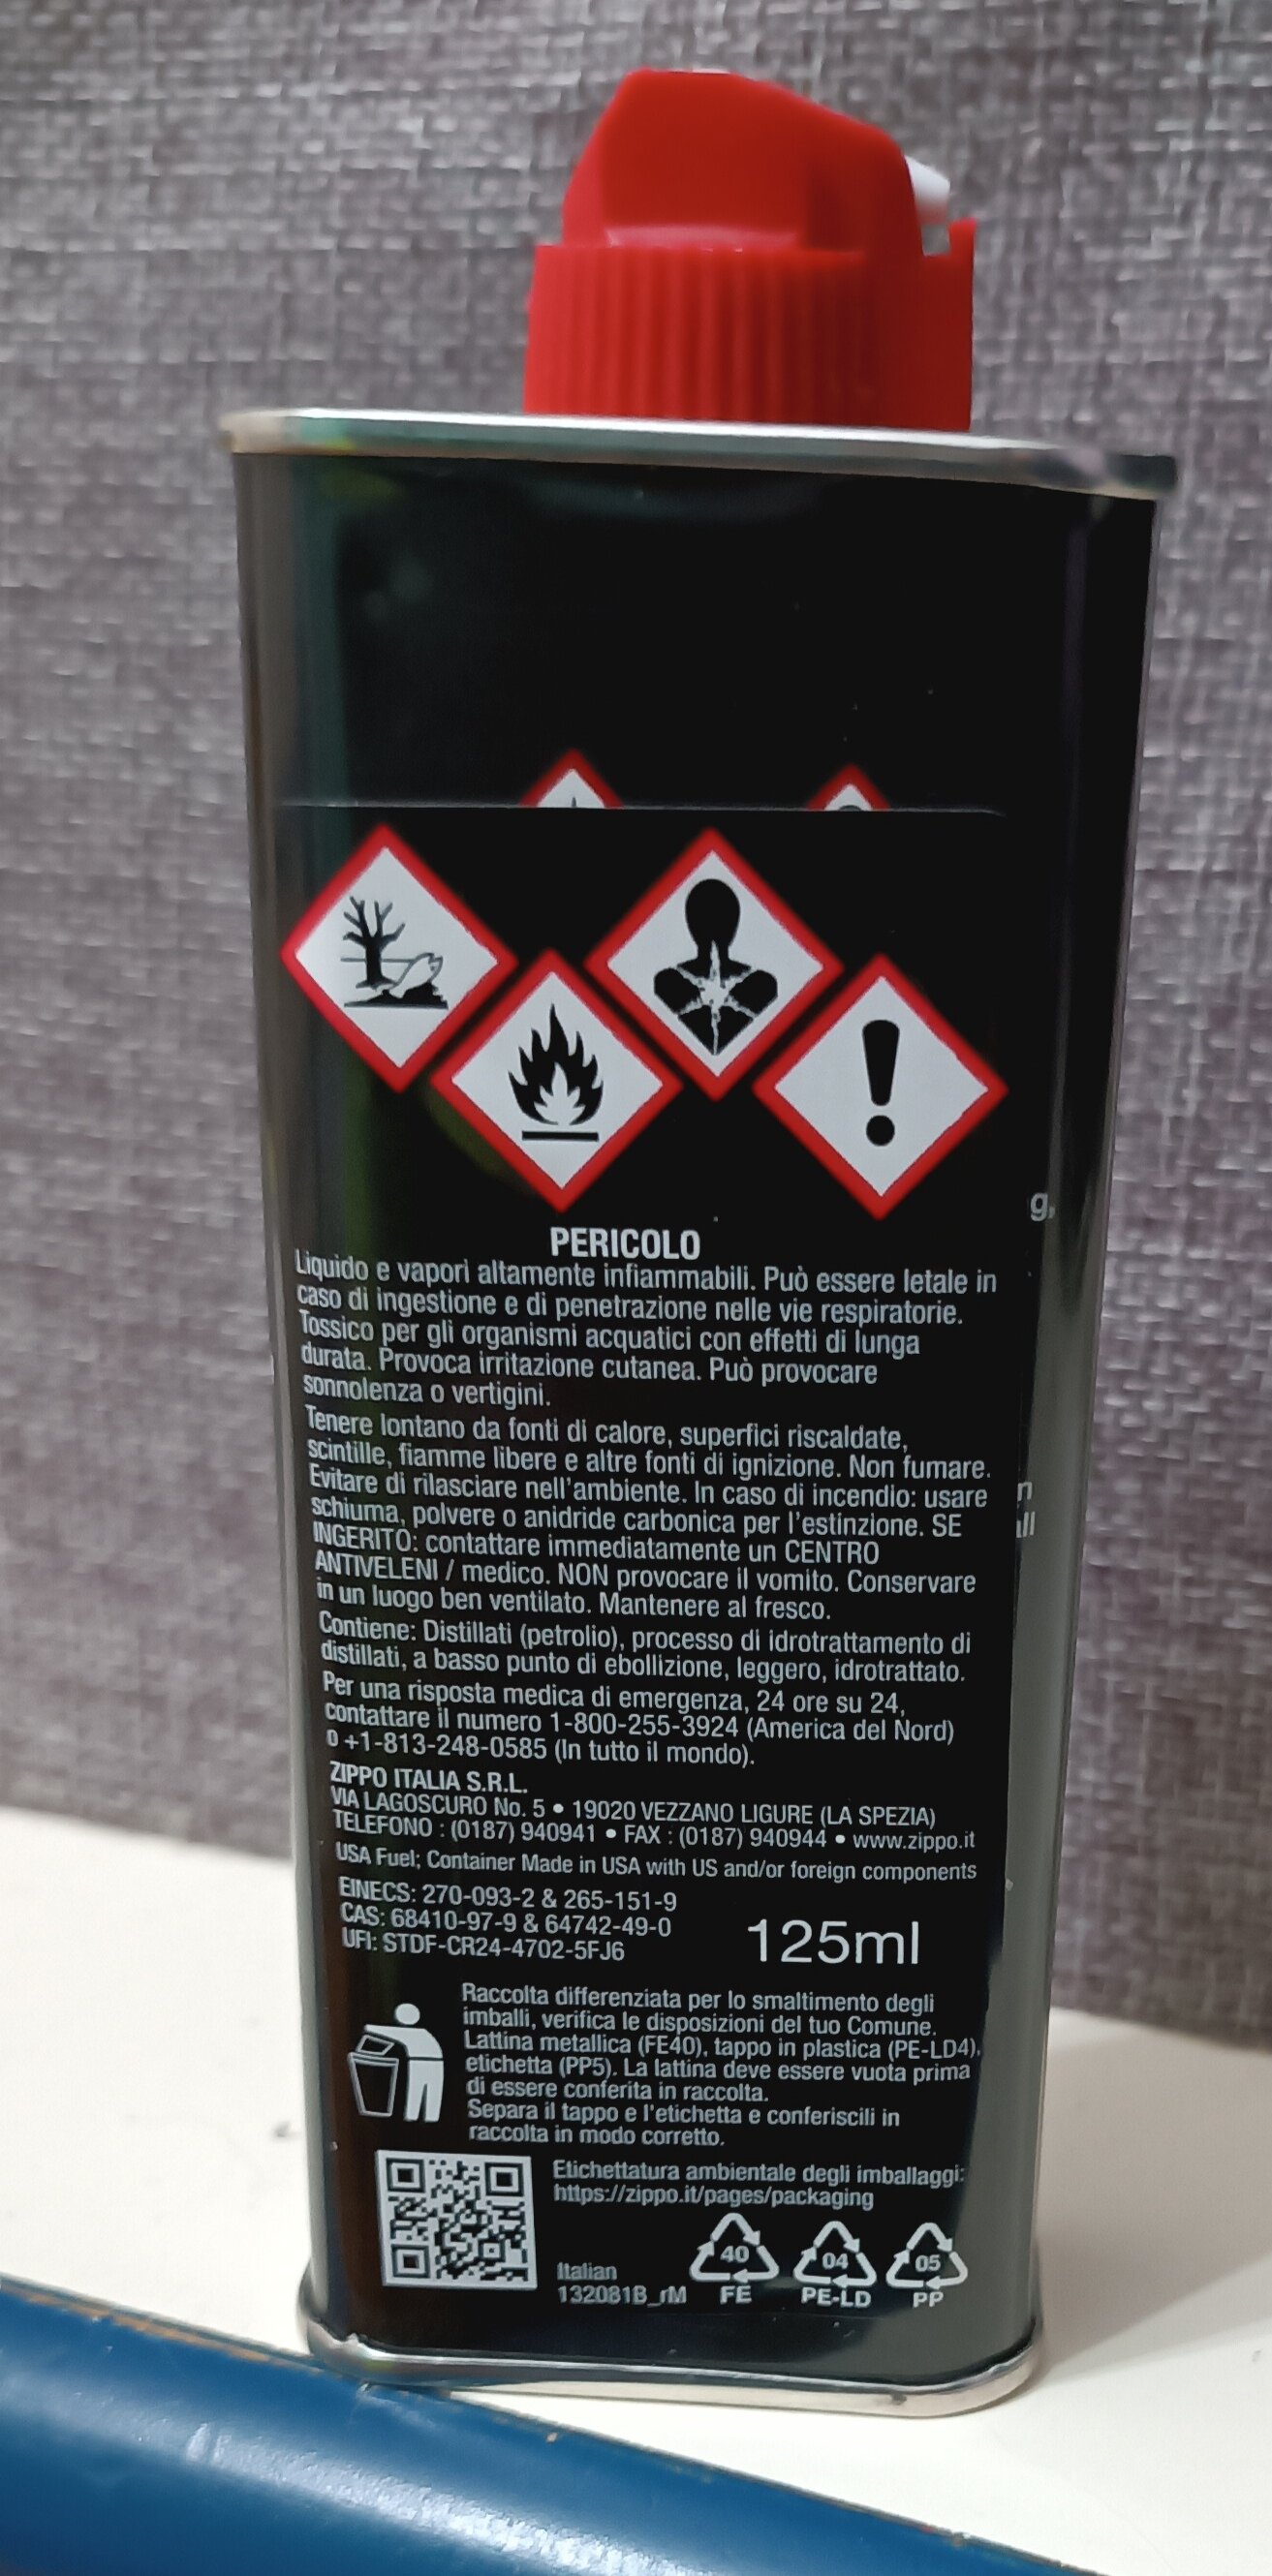 PERICOLO
Liquido e vapori altamente infiammabili. Può essere letale in
caso di ingestione e di penetrazione nelle vie respiratorie.
Tossico per gli organismi acquatici con effetti di lunga
durata. Provoca irritazione cutanea. Può provocare
sonnolenza o vertigini.
Tenere lontano da fonti di calore, superfici riscaldate,
scintille, fiamme libere e altre fonti di ignizione. Non fumare.
Evitare di rilasciare nell'ambiente. In caso di incendio: usare
schiuma, polvere o anidride carbonica per l'estinzione. SE
INGERITO: contattare immediatamente un CENTRO
ANTIVELENI / medico. NON provocare il vomito. Conservare
in un luogo ben ventilato. Mantenere al fresco.
Contiene: Distillati (petrolio), processo di idrotrattamento di
distillati, a basso punto di ebollizione, leggero, idrotrattato.
Per una risposta medica di emergenza, 24 ore su 24,
contattare il numero 1-800-255-3924 (America del Nord)
o +1-813-248-0585 (In tutto il mondo).
ZIPPO ITALIA S.R.L.
VIA LAGOSCURO No. 5 • 19020 VEZZANO LIGURE (LA SPEZIA)
TELEFONO : (0187) 940941 • FAX : (0187) 940944 • www.zippo.it
USA Fuel; Container Made in USA with US and/or foreign components
EINECS: 270-093-2 & 265-151-9
CAS: 68410-97-9 & 64742-49-0
UFI: STDF-CR24-4702-5FJ6
125ml
Raccolta differenziata per lo smaltimento degli
imballi, verifica le disposizioni del tuo Comune.
Lattina metallica (FE40), tappo in plastica (PE-LD4),
etichetta (PP5). La lattina deve essere vuota prima
di essere conferita in raccolta.
Separa il tappo e l'etichetta e conferiscili in
raccolta in modo corretto.
Etichettatura ambientale degli imballaggi:
https://zippo.it/pages/packaging
Italian
132081B_rM
40
FE
04
PE-LD
05
PP